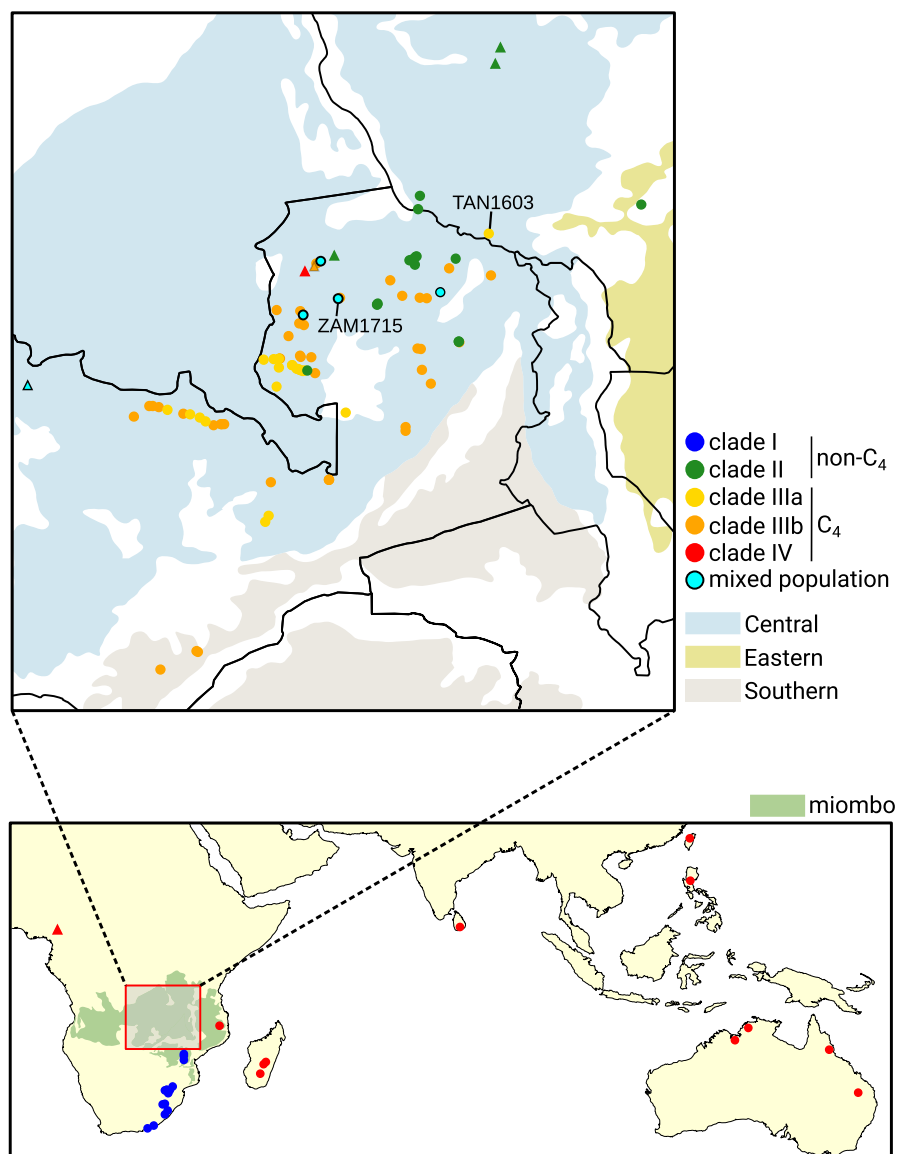 TAN1603
ZAM1715
clade I
clade II
non-C4
clade IIIa
clade IIIb
C4
clade IV
mixed population
Central
Eastern
Southern
miombo